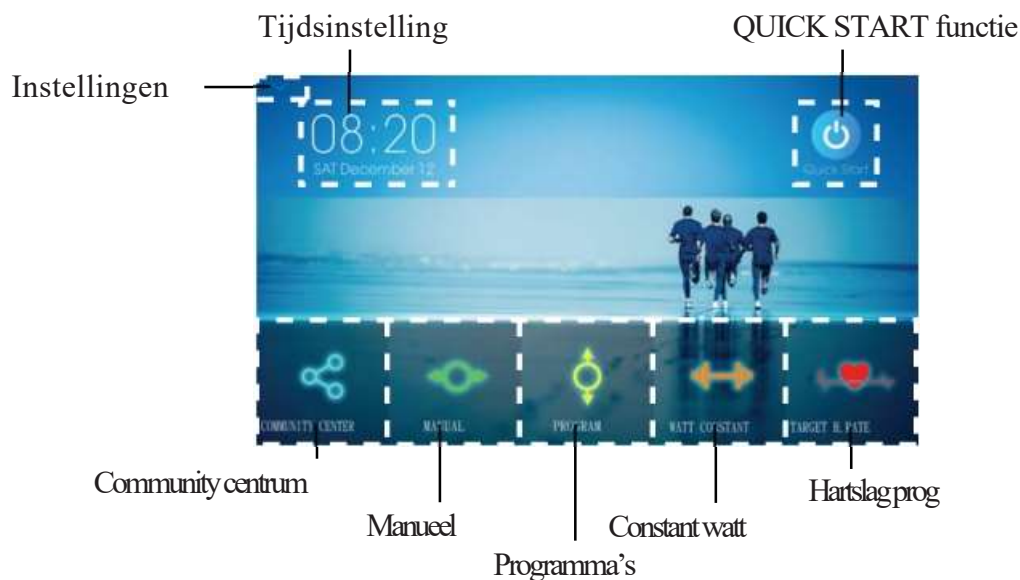 Tijdsinstelling
QUICK START functie
Instellingen
08:20
SAT December 12
Quick Start
COMMUNITY CENTER
MANUAL
PROGRAM
WATT CONSTANT
TARGET H.RATE
Community centrum
Hartslag prog
Manueel
Constant watt
Programma's